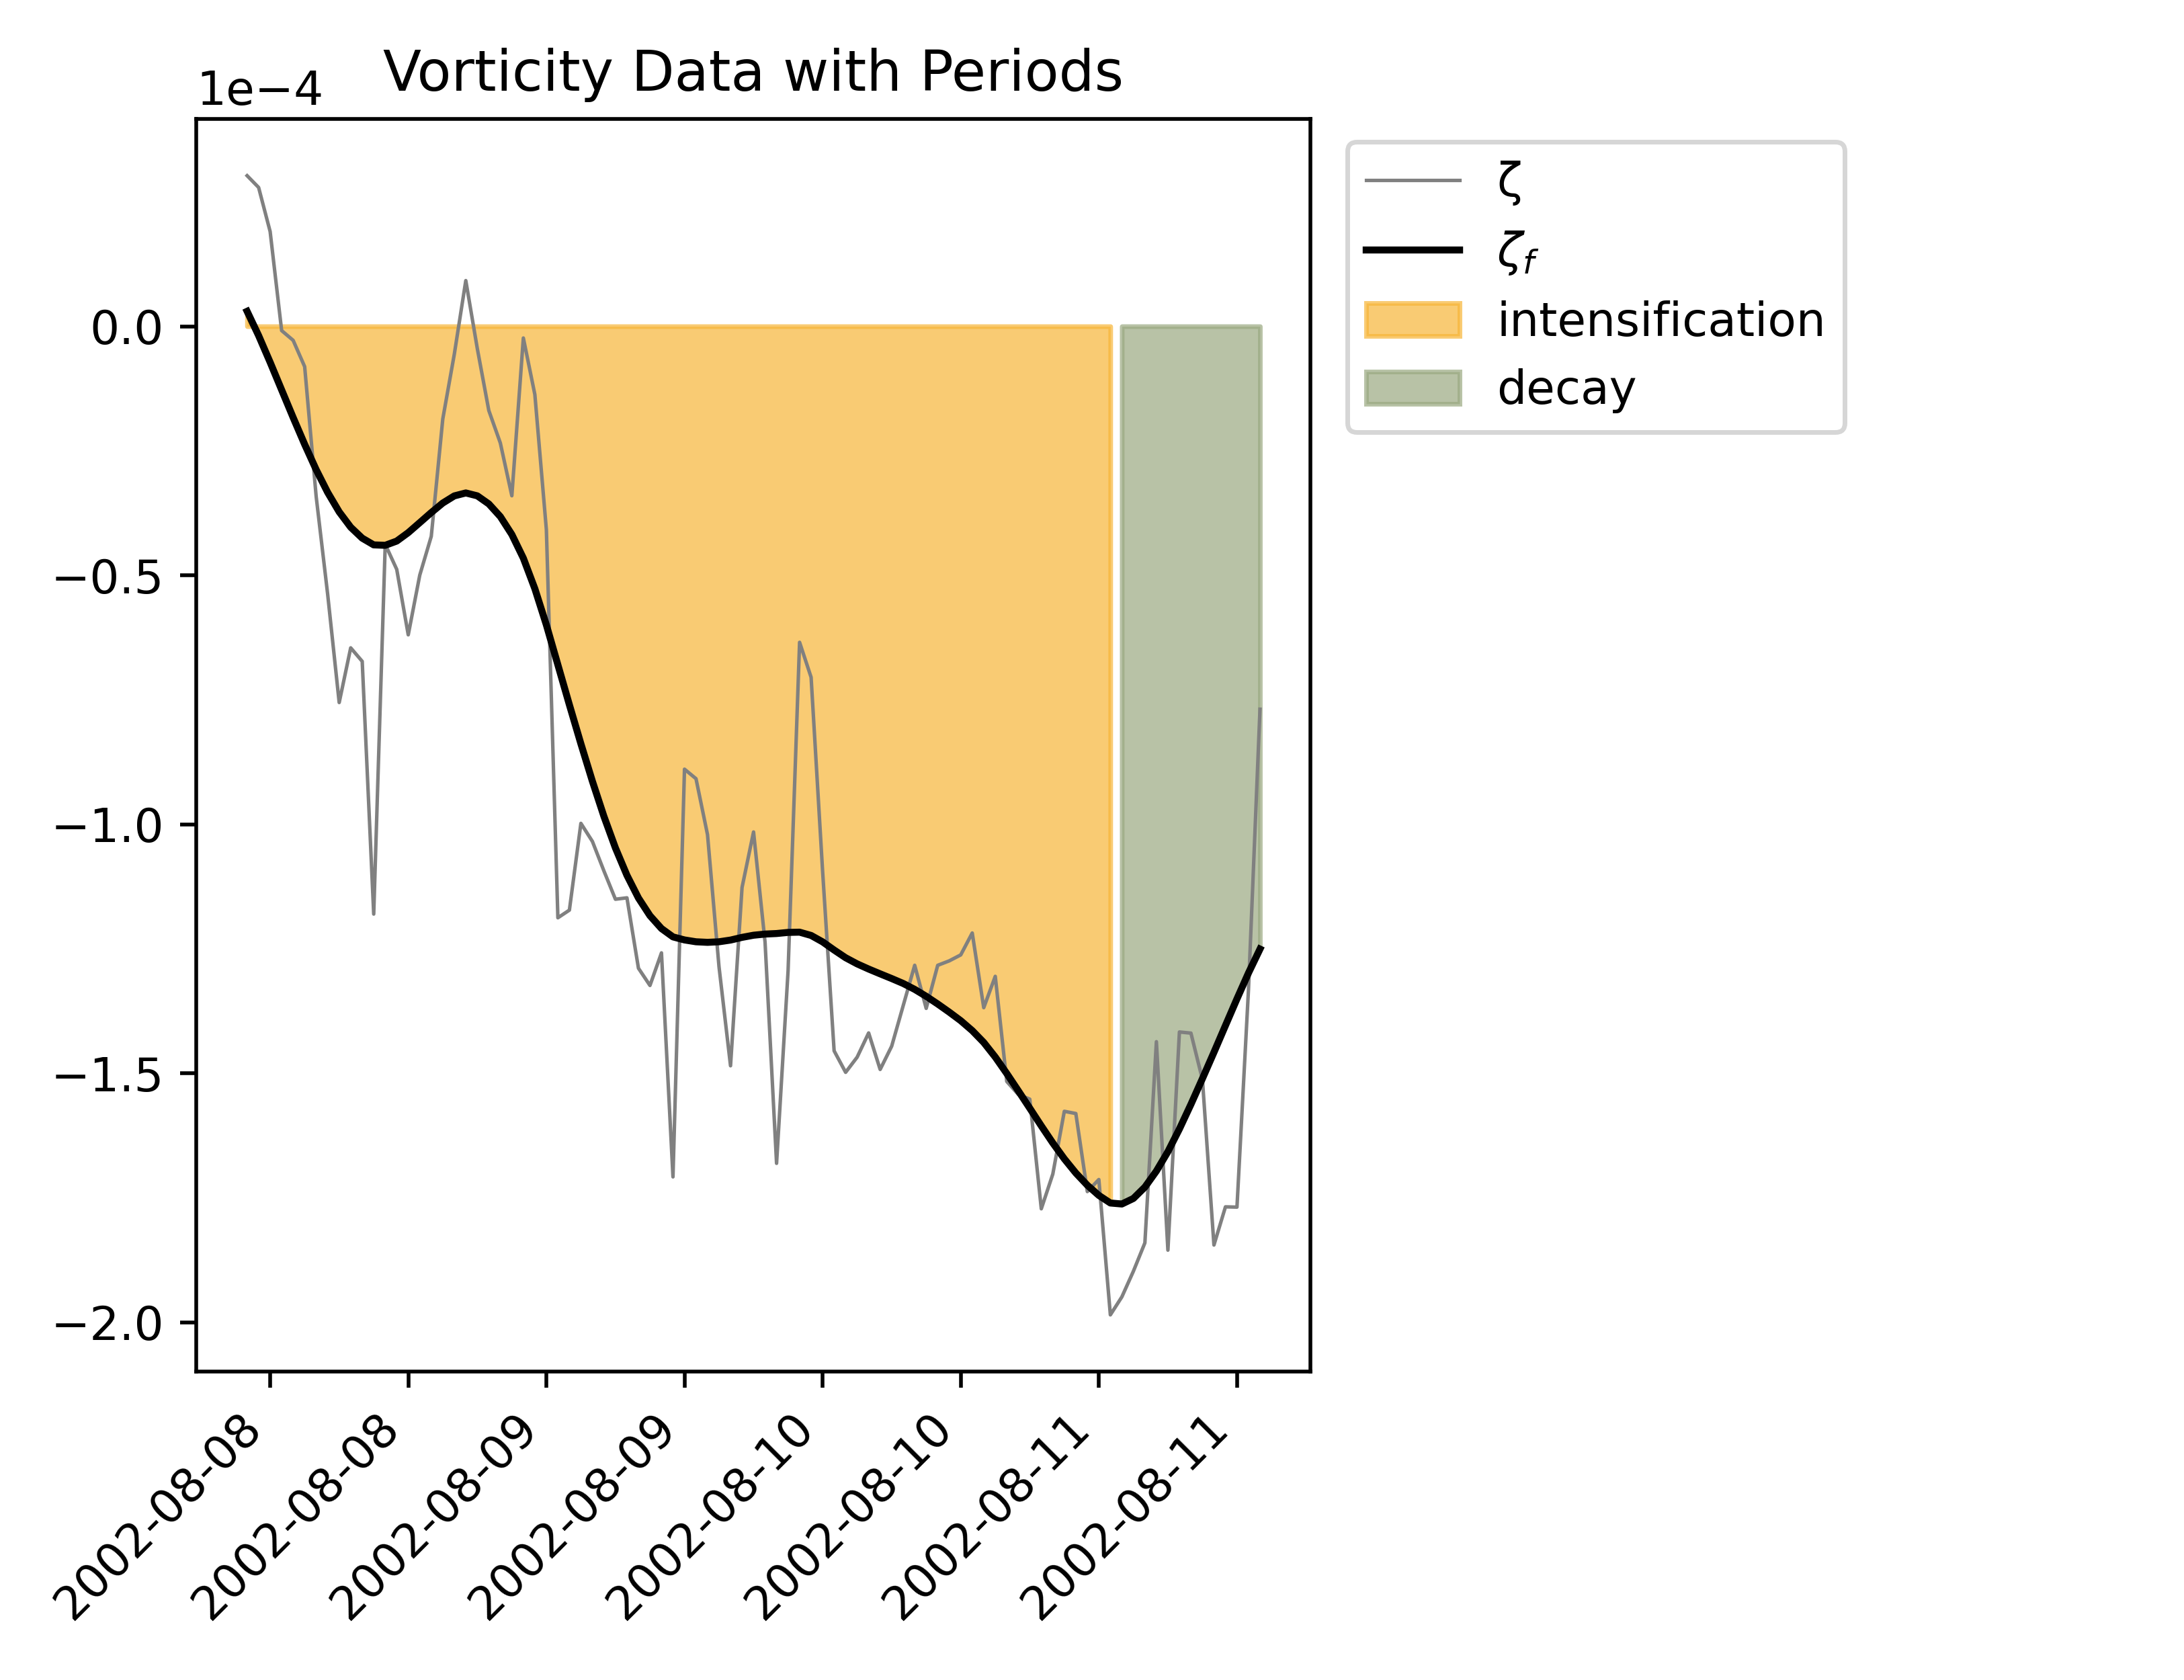 Vorticity Data with Periods
1e−4
0.0
−0.5
−1.0
−1.5
−2.0
2002-08-08
2002-08-08
2002-08-09
2002-08-09
2002-08-10
2002-08-10
2002-08-11
2002-08-11
ζ
ζf
intensification
decay